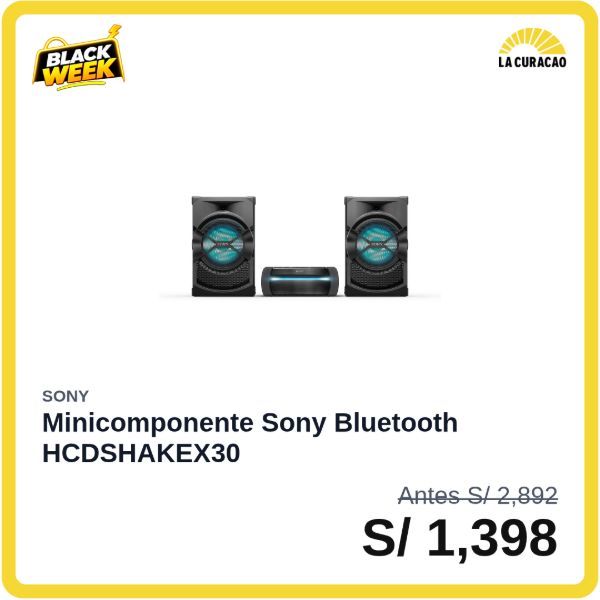 BLACK
WEEK
LA CURACAO
SONY
Minicomponente Sony Bluetooth
HCDSHAKEX30
Antes S/ 2,892
S/ 1,398